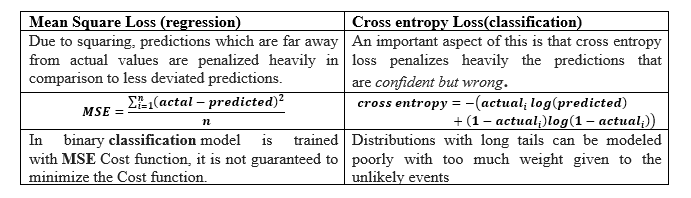 Mean Square Loss (regression)
Cross entropy Loss(classification)
Due to squaring, predictions which are far away
from actual values are penalized heavily in
comparison to less deviated predictions.
An important aspect of this is that cross entropy
loss penalizes heavily the predictions that
are confident but wrong.
MSE = Σⁿᵢ₌₁(actal − predicted)² / n
cross entropy = −(actualᵢ log(predicted)
+ (1 − actualᵢ)log(1 − actualᵢ))
In binary classification model is trained
with MSE Cost function, it is not guaranteed to
minimize the Cost function.
Distributions with long tails can be modeled
poorly with too much weight given to the
unlikely events